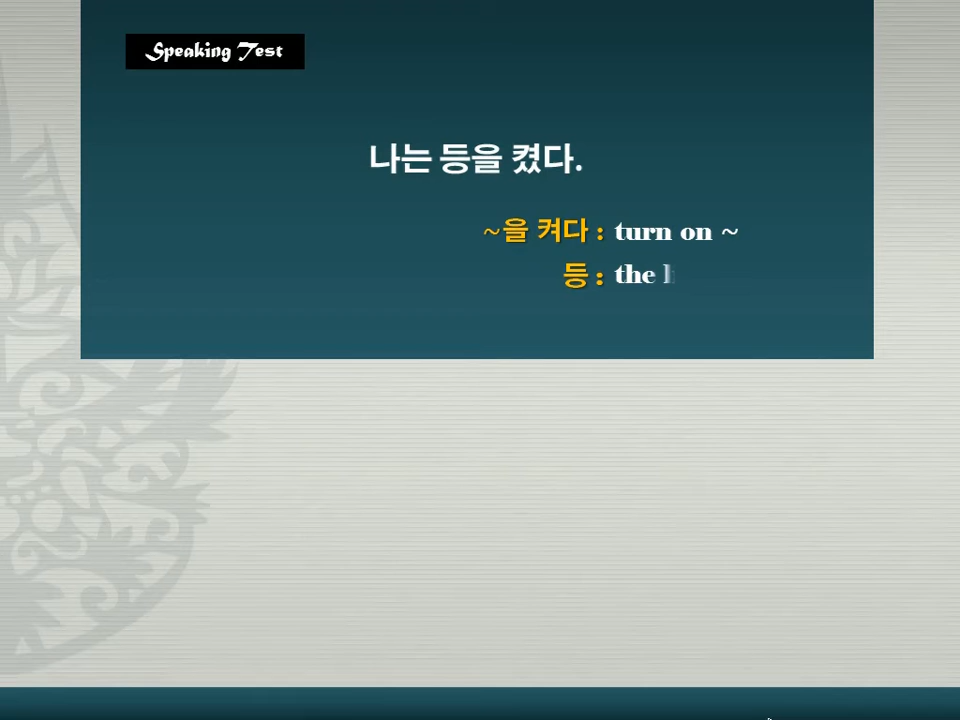 Speaking Test
나는 등을 켰다.
~을 켜다 : turn on ~
등 : the